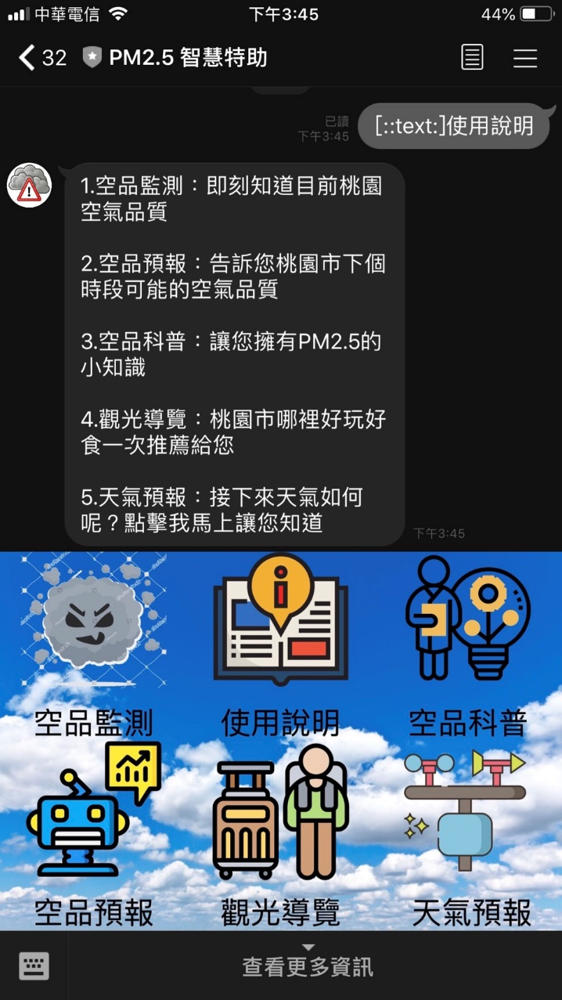 中華電信
下午3:45
44%
32
PM2.5 智慧特助
已讀
下午3:45
[::text:]使用說明
1.空品監測：即刻知道目前桃園
空氣品質
2.空品預報：告訴您桃園市下個
時段可能的空氣品質
3.空品科普：讓您擁有PM2.5的
小知識
4.觀光導覽：桃園市哪裡好玩好
食一次推薦給您
5.天氣預報：接下來天氣如何
呢？點擊我馬上讓您知道
下午3:45
空品監測
使用說明
空品科普
空品預報
觀光導覽
天氣預報
查看更多資訊